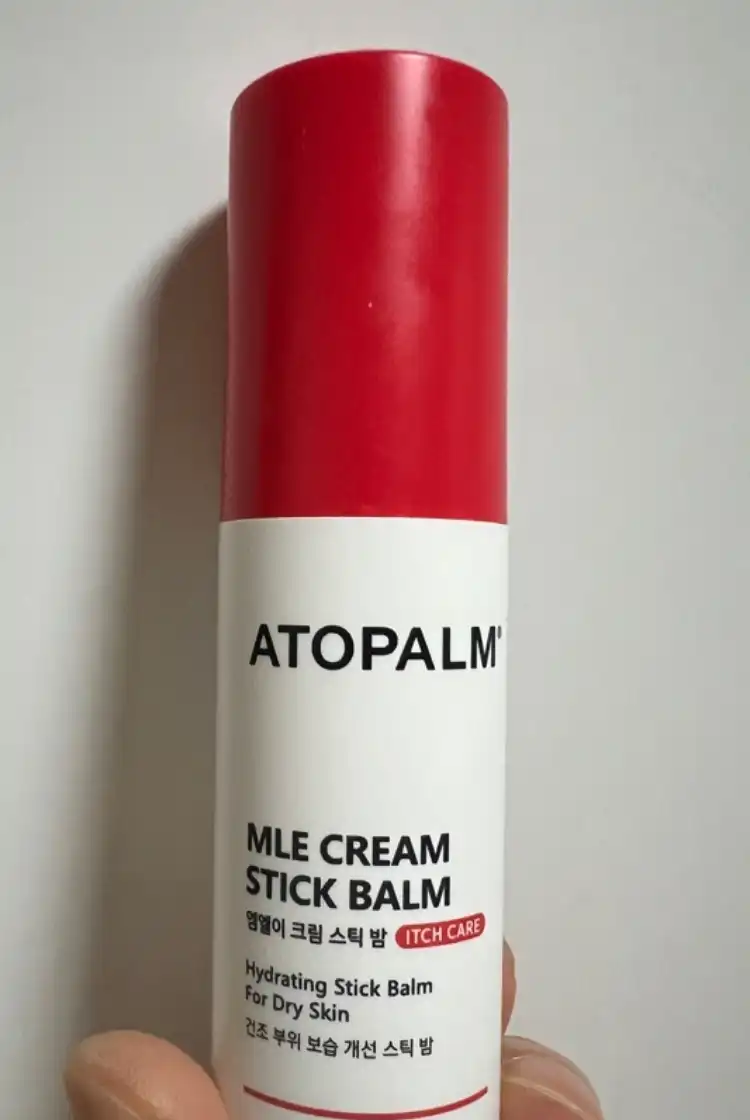 ATOPALM®
MLE CREAM
STICK BALM
엠엘이 크림 스틱 밤 ITCH CARE
Hydrating Stick Balm
For Dry Skin
건조 부위 보습 개선 스틱 밤